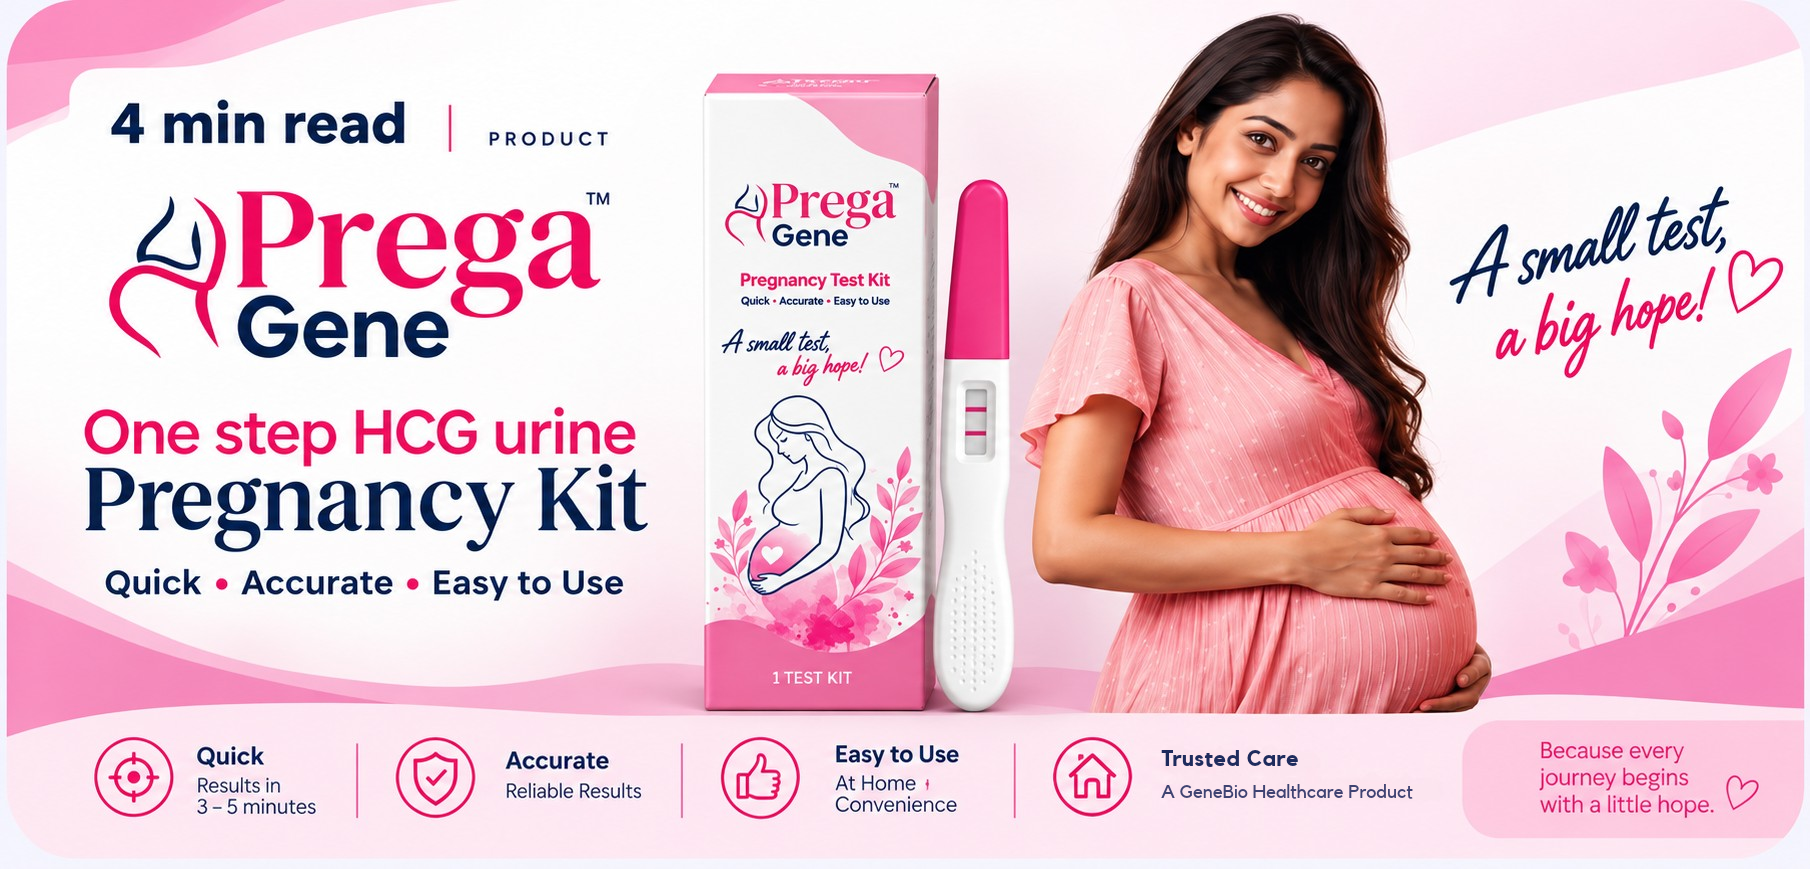 4 min read
PRODUCT
Prega™
Gene
One step HCG urine
Pregnancy Kit
Quick • Accurate • Easy to Use
Prega™
Gene
Pregnancy Test Kit
Quick • Accurate • Easy to Use
A small test,
a big hope!
1 TEST KIT
A small test,
a big hope!
Quick
Results in
3 – 5 minutes
Accurate
Reliable Results
Easy to Use
At Home
Convenience
Trusted Care
A GeneBio Healthcare Product
Because every
journey begins
with a little hope.